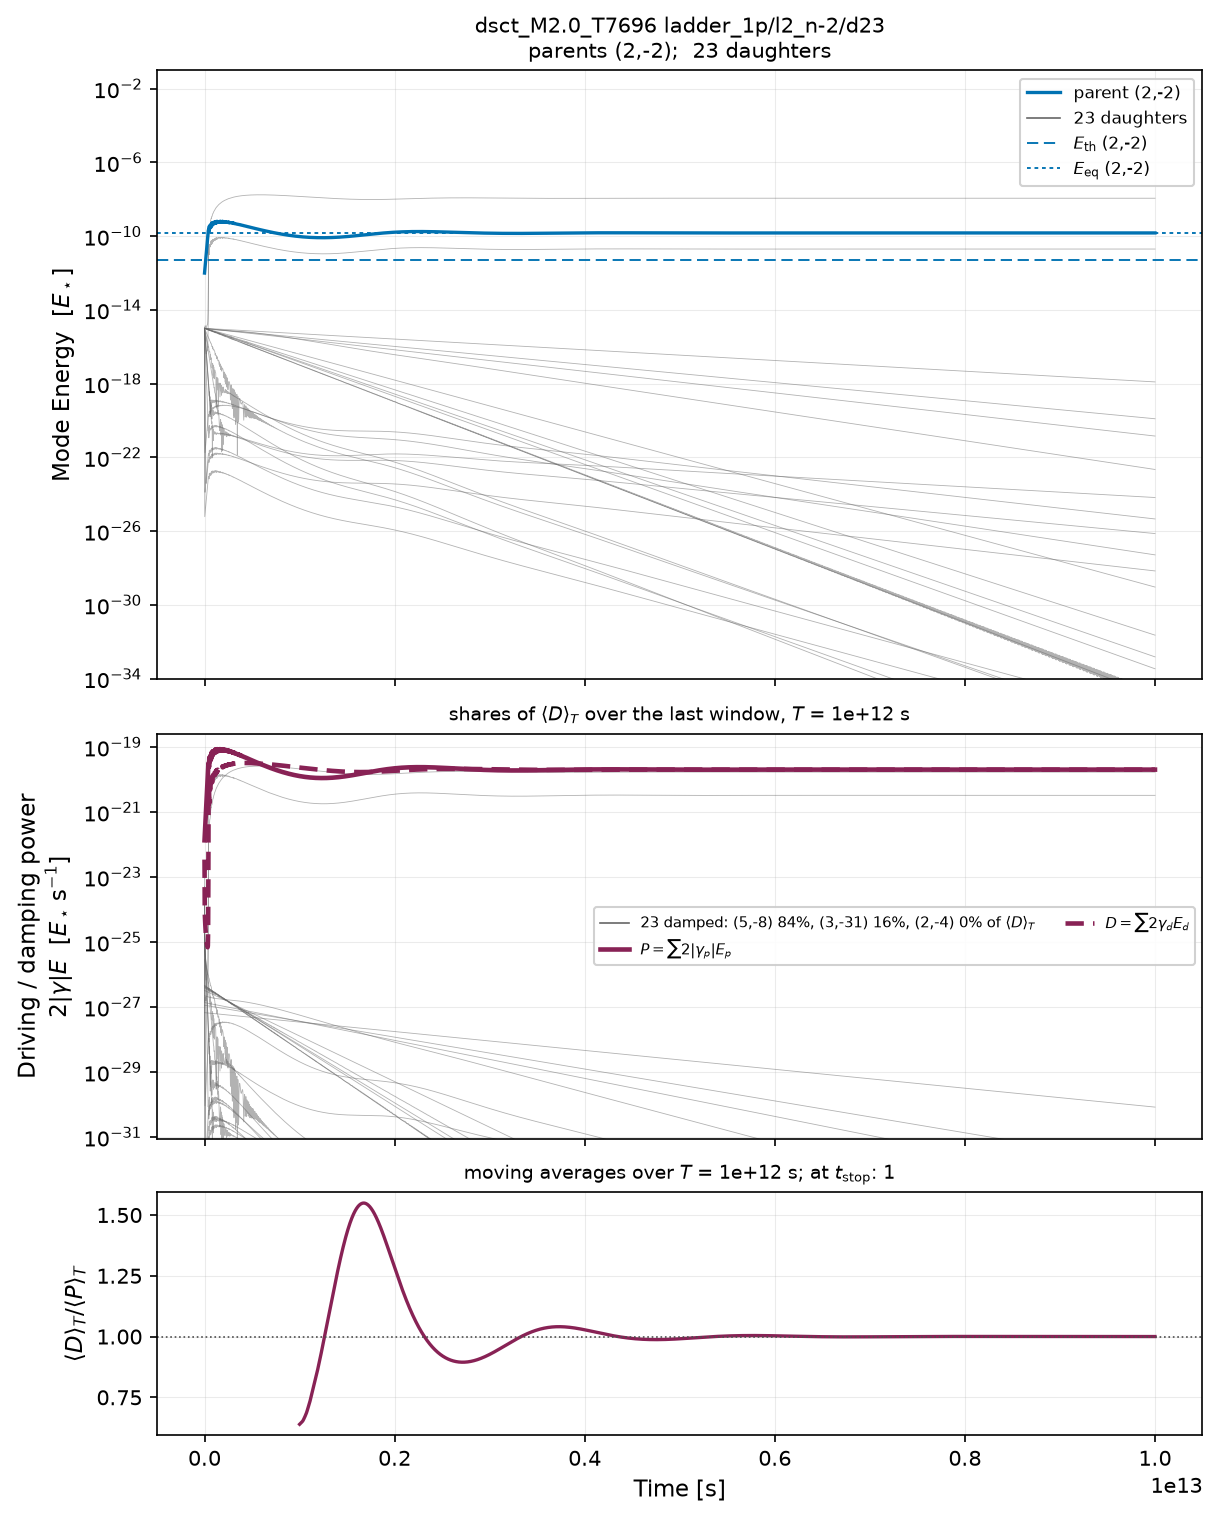 dsct_M2.0_T7696 ladder_1p/l2_n-2/d23
parents (2,-2);  23 daughters
10⁻²
10⁻⁶
10⁻¹⁰
10⁻¹⁴
10⁻¹⁸
10⁻²²
10⁻²⁶
10⁻³⁰
10⁻³⁴
Mode Energy [E⋆]
parent (2,-2)
23 daughters
E_th (2,-2)
E_eq (2,-2)
shares of ⟨D⟩_T over the last window, T = 1e+12 s
10⁻¹⁹
10⁻²¹
10⁻²³
10⁻²⁵
10⁻²⁷
10⁻²⁹
10⁻³¹
Driving / damping power
2|γ|E [E⋆ s⁻¹]
23 damped: (5,-8) 84%, (3,-31) 16%, (2,-4) 0% of ⟨D⟩_T
P = ∑2|γ_p|E_p
D = ∑2γ_dE_d
moving averages over T = 1e+12 s; at t_stop: 1
1.50
1.25
1.00
0.75
⟨D⟩_T/⟨P⟩_T
0.0 0.2 0.4 0.6 0.8 1.0
1e13
Time [s]